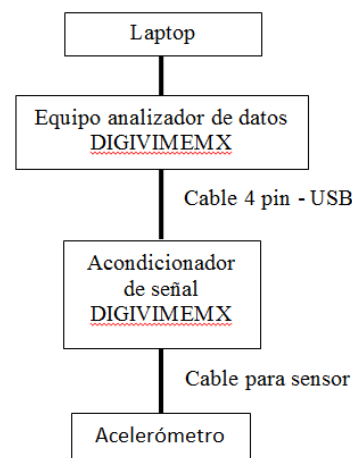 Laptop
Equipo analizador de datos
DIGIVIMEMX
Cable 4 pin - USB
Acondicionador
de señal
DIGIVIMEMX
Cable para sensor
Acelerómetro